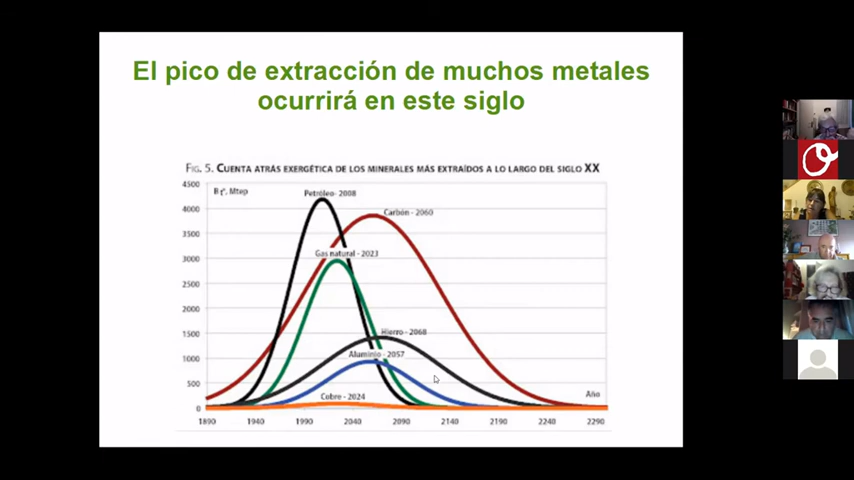 El pico de extracción de muchos metales
ocurrirá en este siglo
FIG. 5. CUENTA ATRÁS EXERGÉTICA DE LOS MINERALES MÁS EXTRAÍDOS A LO LARGO DEL SIGLO XX
4500
B t°, Mtep
Petróleo - 2008
4000
Carbón - 2060
3500
Gas natural - 2023
3000
2500
2000
1500
Hierro - 2068
1000
Aluminio - 2057
500
Cobre - 2024
Año
0
1890 1940 1990 2040 2090 2140 2190 2240 2290